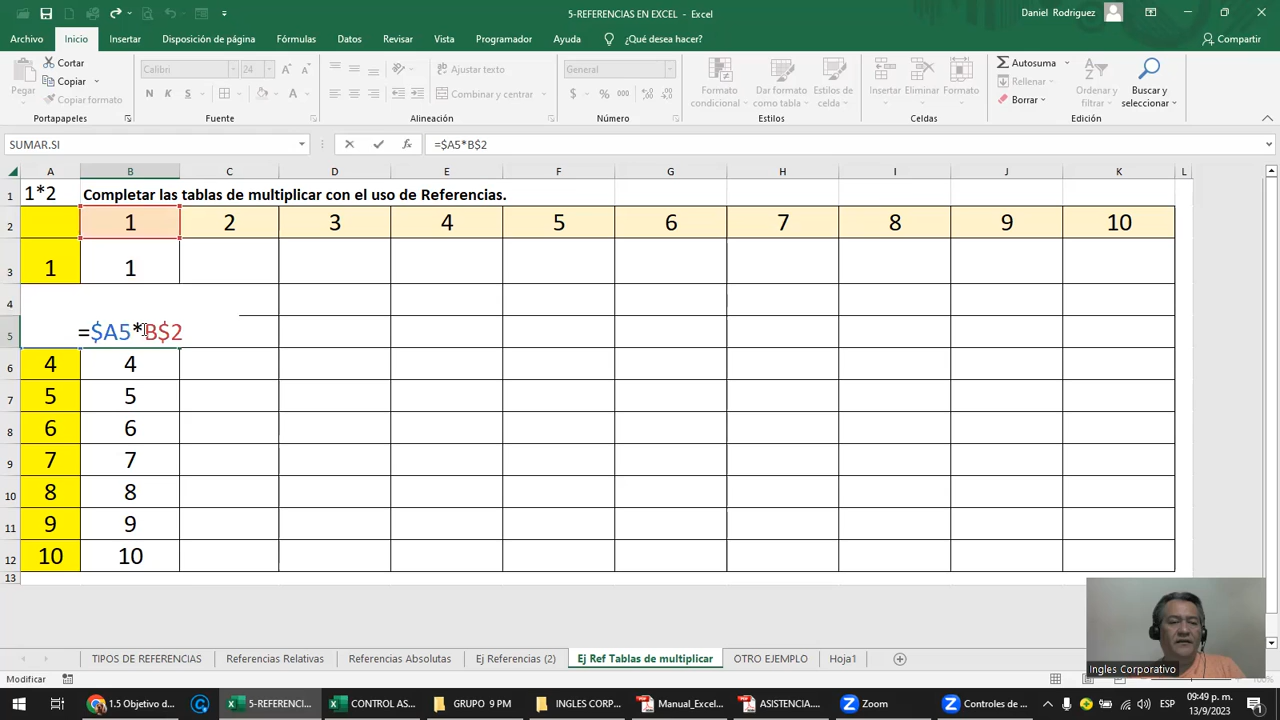 5-REFERENCIAS EN EXCEL - Excel
Daniel Rodriguez
Archivo Inicio Insertar Disposición de página Fórmulas Datos Revisar Vista Programador Ayuda ¿Qué desea hacer? Compartir
Pegar
Cortar
Copiar
Copiar formato
Portapapeles
Calibri 24
N K S
Fuente
Ajustar texto
Combinar y centrar
Alineación
General
$ % 000
Número
Formato condicional
Dar formato como tabla
Estilos de celda
Estilos
Insertar Eliminar Formato
Celdas
Autosuma
Rellenar
Borrar
Ordenar y filtrar
Buscar y seleccionar
Edición
SUMAR.SI fx =$A5*B$2
A B C D E F G H I J K L
1 1*2 Completar las tablas de multiplicar con el uso de Referencias.
2 1 2 3 4 5 6 7 8 9 10
3 1 1
4
5 =$A5*B$2
6 4 4
7 5 5
8 6 6
9 7 7
10 8 8
11 9 9
12 10 10
13
Ingles Corporativo
TIPOS DE REFERENCIAS Referencias Relativas Referencias Absolutas Ej Referencias (2) Ej Ref Tablas de multiplicar OTRO EJEMPLO Hoja1
Modificar 100%
1.5 Objetivo d... 5-REFERENCI... CONTROL AS... GRUPO 9 PM INGLES CORP... Manual_Exce... ASISTENCIA.... Zoom Controles de ... ESP 09:49 p. m.
13/9/2023